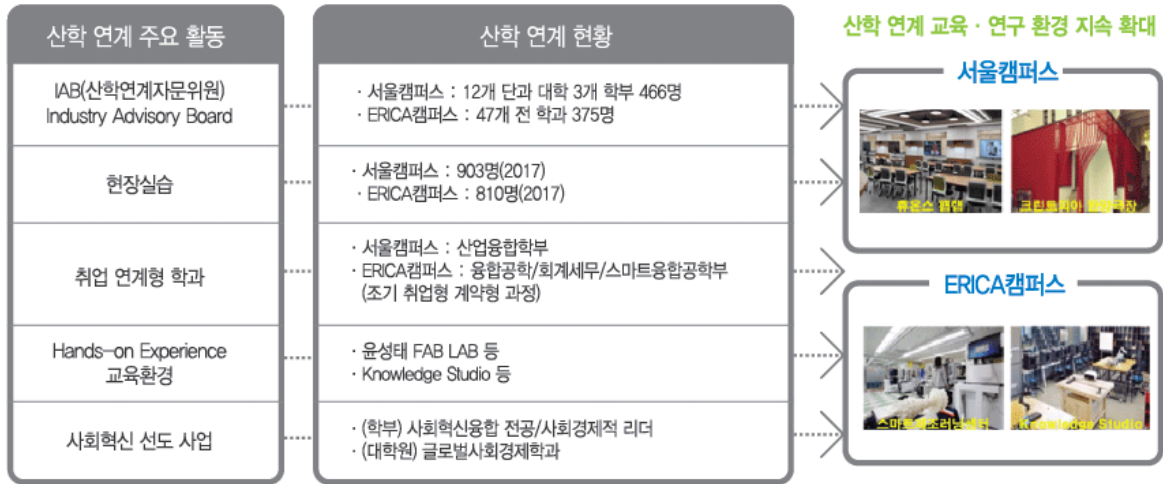 산학 연계 주요 활동
산학 연계 현황
산학 연계 교육 · 연구 환경 지속 확대
IAB(산학연계자문위원)
Industry Advisory Board
· 서울캠퍼스 : 12개 단과 대학 3개 학부 466명
· ERICA캠퍼스 : 47개 전 학과 375명
현장실습
· 서울캠퍼스 : 903명(2017)
· ERICA캠퍼스 : 810명(2017)
취업 연계형 학과
· 서울캠퍼스 : 산업융합학부
· ERICA캠퍼스 : 융합공학/회계세무/스마트융합공학부
(조기 취업형 계약형 과정)
Hands-on Experience
교육환경
· 윤성태 FAB LAB 등
· Knowledge Studio 등
사회혁신 선도 사업
· (학부) 사회혁신융합 전공/사회경제적 리더
· (대학원) 글로벌사회경제학과
서울캠퍼스
휴온스 팹랩
ERICA캠퍼스
Knowledge Studio